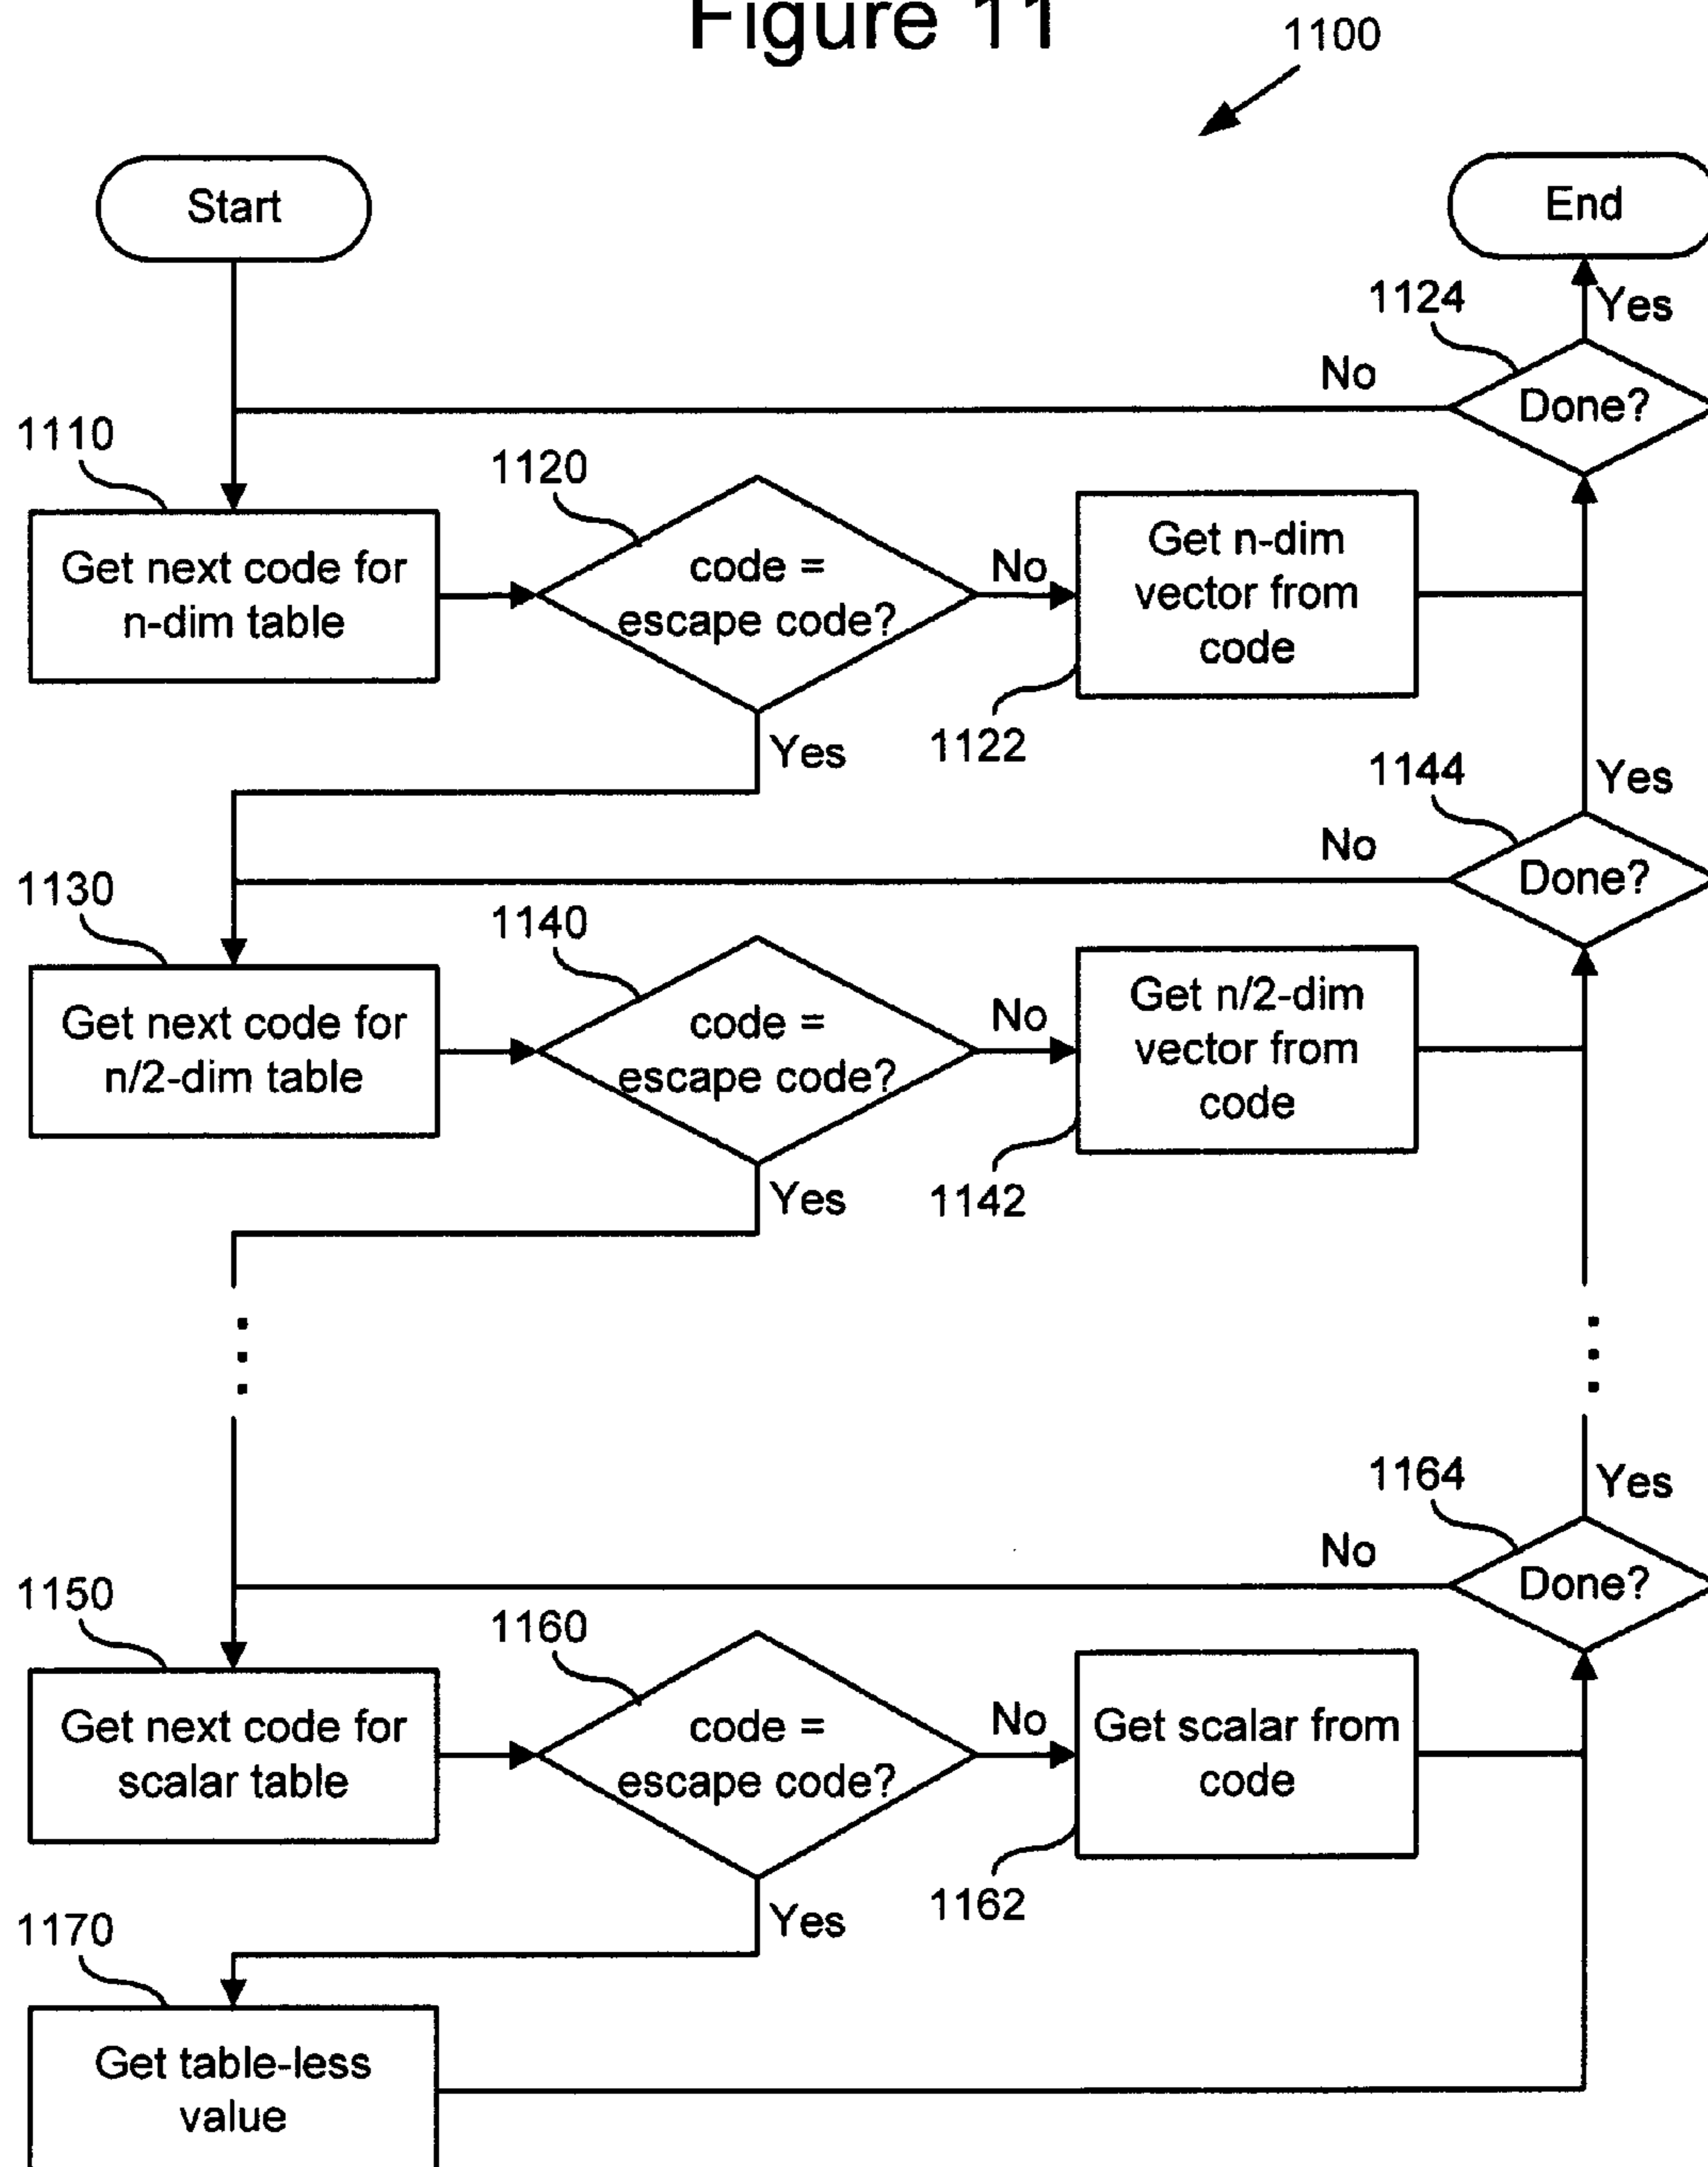 Figure 11
1100
Start
End
1124
Yes
No
Done?
1110
1120
Get next code for
n-dim table
code =
escape code?
No
Get n-dim
vector from
code
1122
Yes
1144
Yes
No
Done?
1130
1140
Get next code for
n/2-dim table
code =
escape code?
No
Get n/2-dim
vector from
code
1142
Yes
1164
Yes
No
Done?
1150
1160
Get next code for
scalar table
code =
escape code?
No
Get scalar from
code
1162
Yes
1170
Get table-less
value